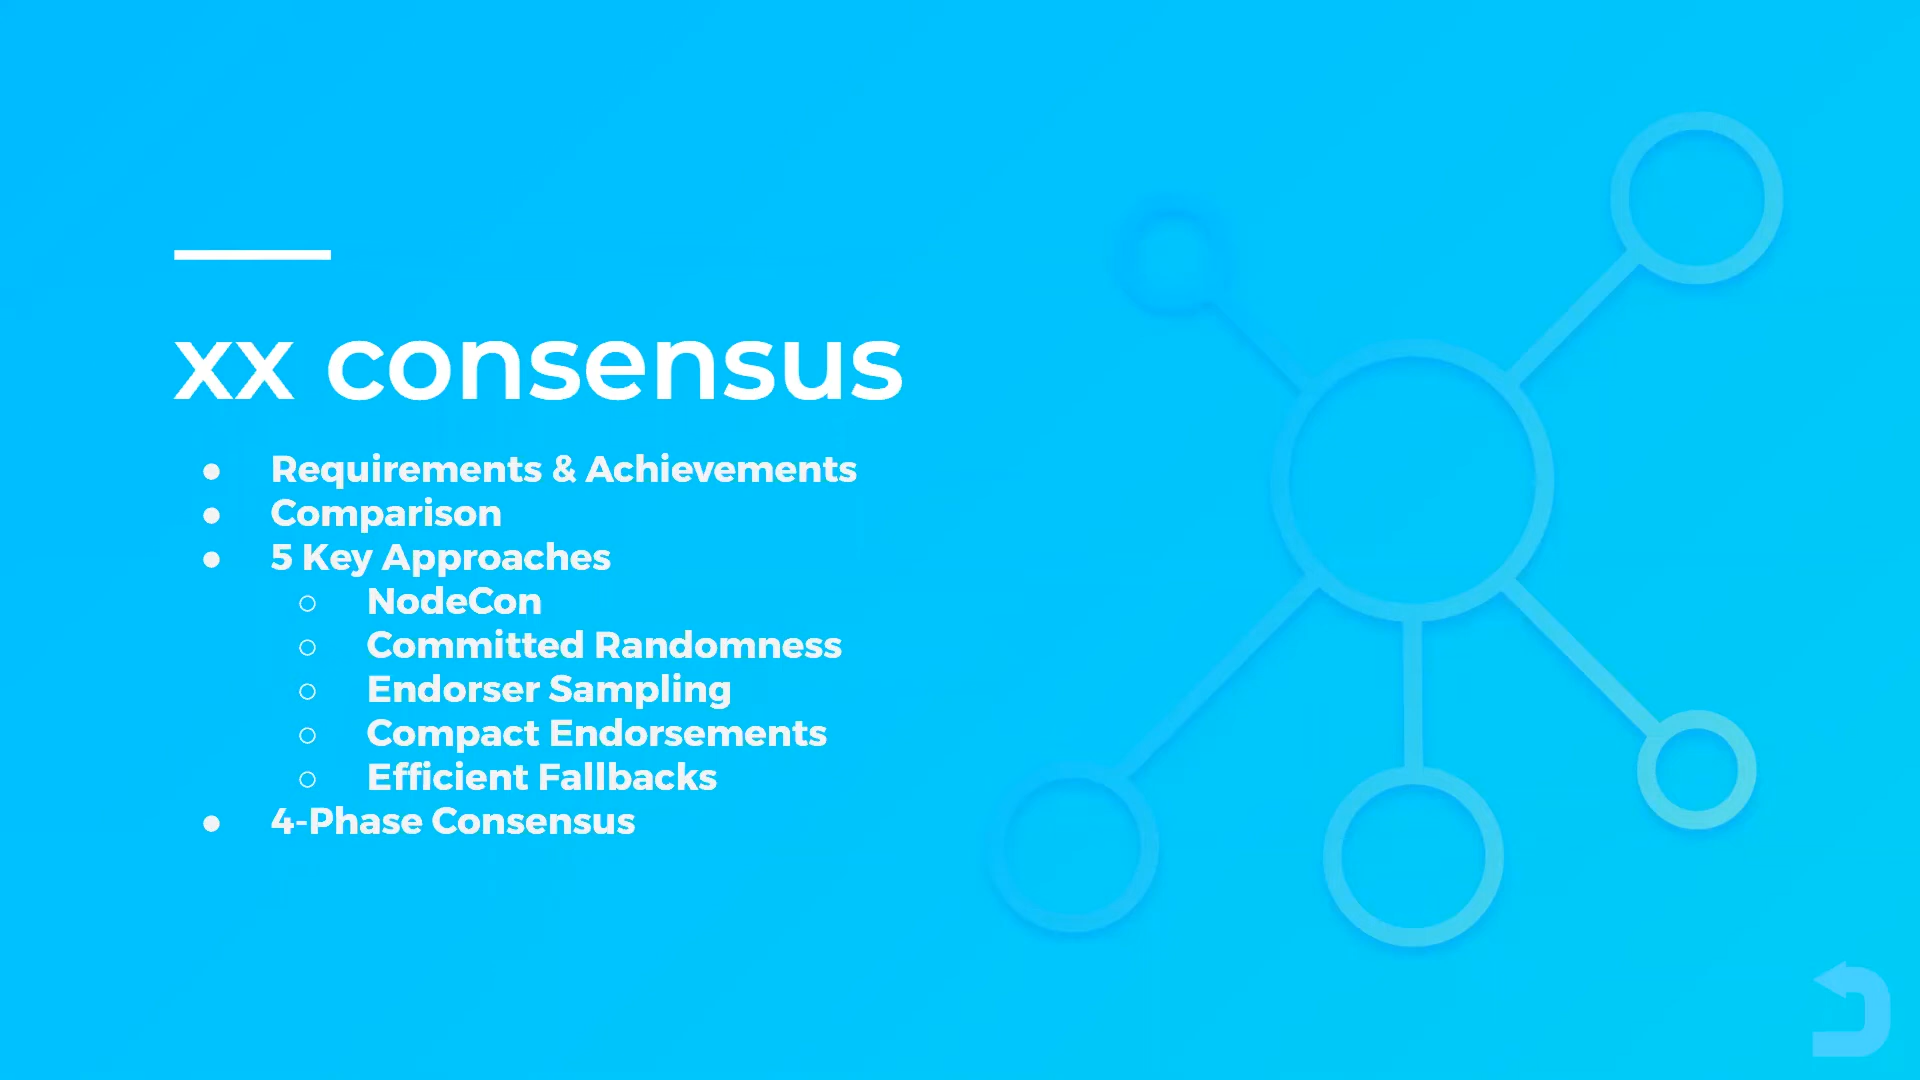 xx consensus
● Requirements & Achievements
● Comparison
● 5 Key Approaches
○ NodeCon
○ Committed Randomness
○ Endorser Sampling
○ Compact Endorsements
○ Efficient Fallbacks
● 4-Phase Consensus